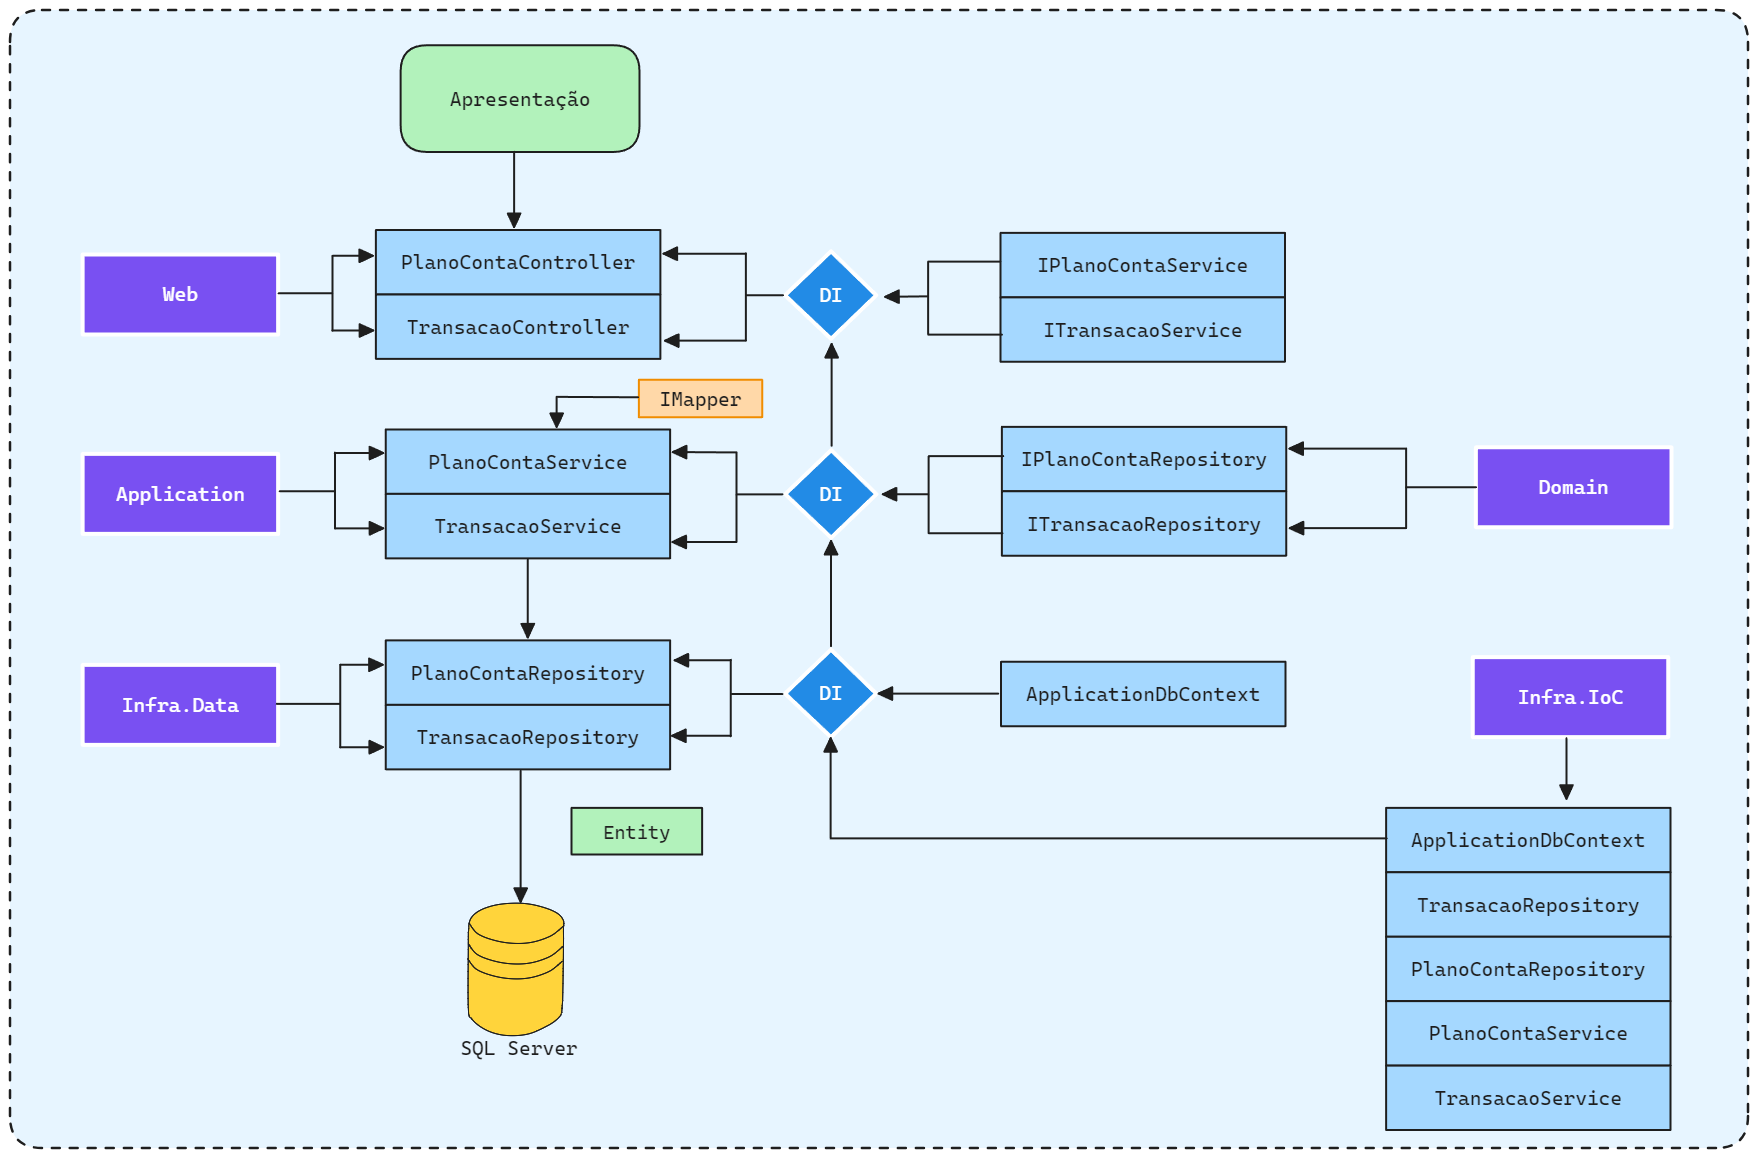 Apresentação
Web
PlanoContaController
TransacaoController
DI
IPlanoContaService
ITransacaoService
IMapper
Application
PlanoContaService
TransacaoService
DI
IPlanoContaRepository
ITransacaoRepository
Domain
Infra.Data
PlanoContaRepository
TransacaoRepository
DI
ApplicationDbContext
Infra.IoC
Entity
SQL Server
ApplicationDbContext
TransacaoRepository
PlanoContaRepository
PlanoContaService
TransacaoService